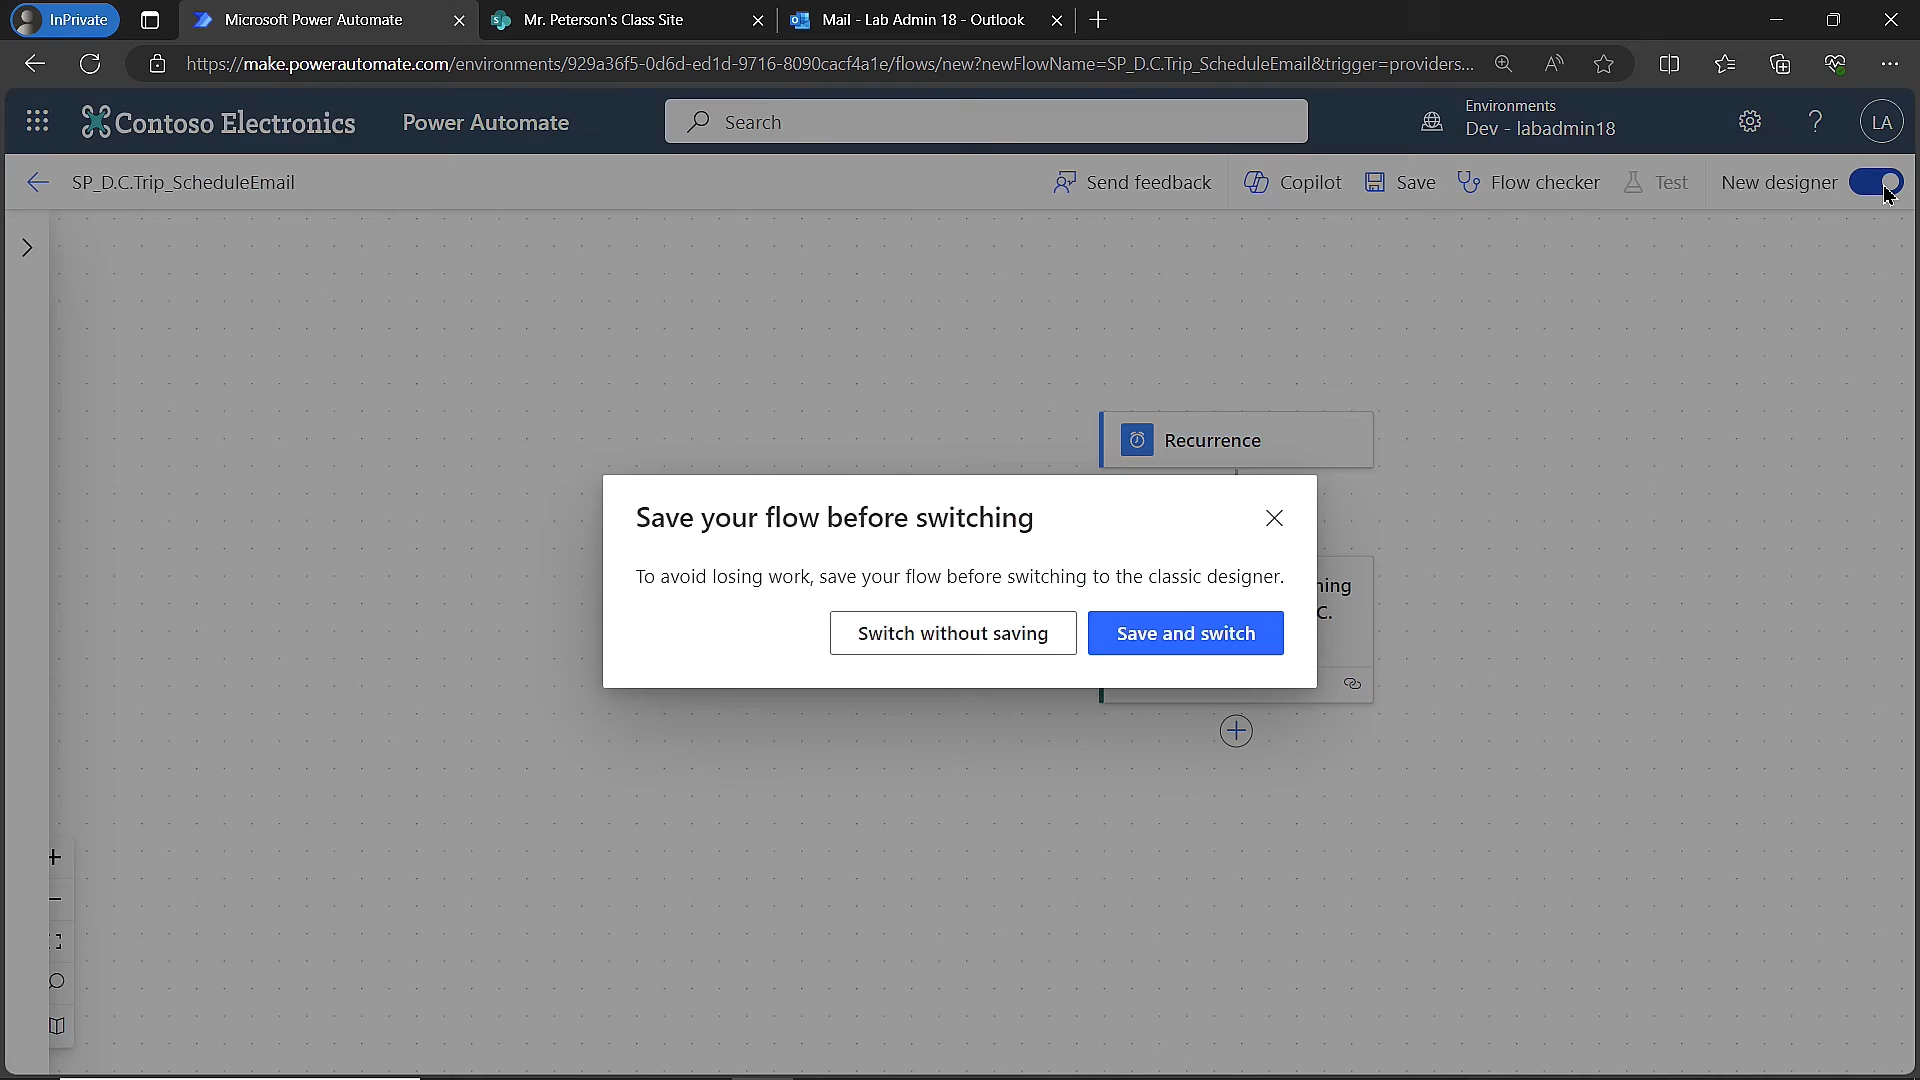 InPrivate
Microsoft Power Automate
Mr. Peterson's Class Site
Mail - Lab Admin 18 - Outlook
https://make.powerautomate.com/environments/929a36f5-0d6d-ed1d-9716-8090cacf4a1e/flows/new?newFlowName=SP_D.C.Trip_ScheduleEmail&trigger=providers...
Contoso Electronics
Power Automate
Search
Environments
Dev - labadmin18
LA
SP_D.C.Trip_ScheduleEmail
Send feedback
Copilot
Save
Flow checker
Test
New designer
Recurrence
Save your flow before switching
To avoid losing work, save your flow before switching to the classic designer.
Switch without saving
Save and switch
C.